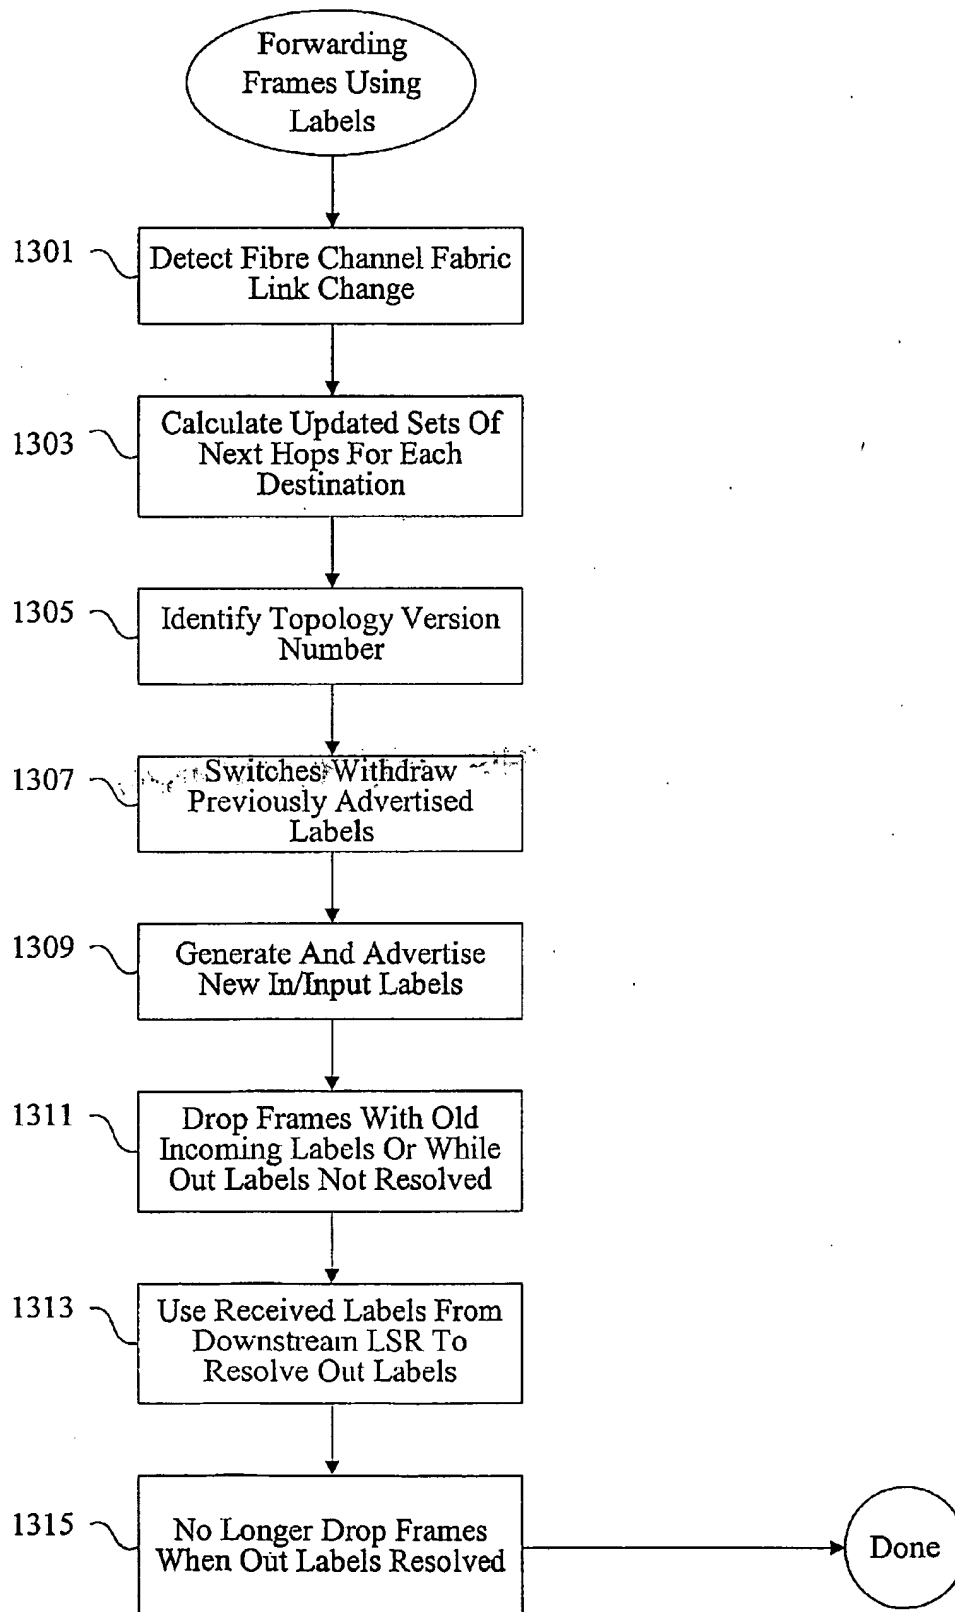 Forwarding
Frames Using
Labels
1301
Detect Fibre Channel Fabric
Link Change
1303
Calculate Updated Sets Of
Next Hops For Each
Destination
1305
Identify Topology Version
Number
1307
Switches Withdraw
Previously Advertised
Labels
1309
Generate And Advertise
New In/Input Labels
1311
Drop Frames With Old
Incoming Labels Or While
Out Labels Not Resolved
1313
Use Received Labels From
Downstream LSR To
Resolve Out Labels
1315
No Longer Drop Frames
When Out Labels Resolved
Done